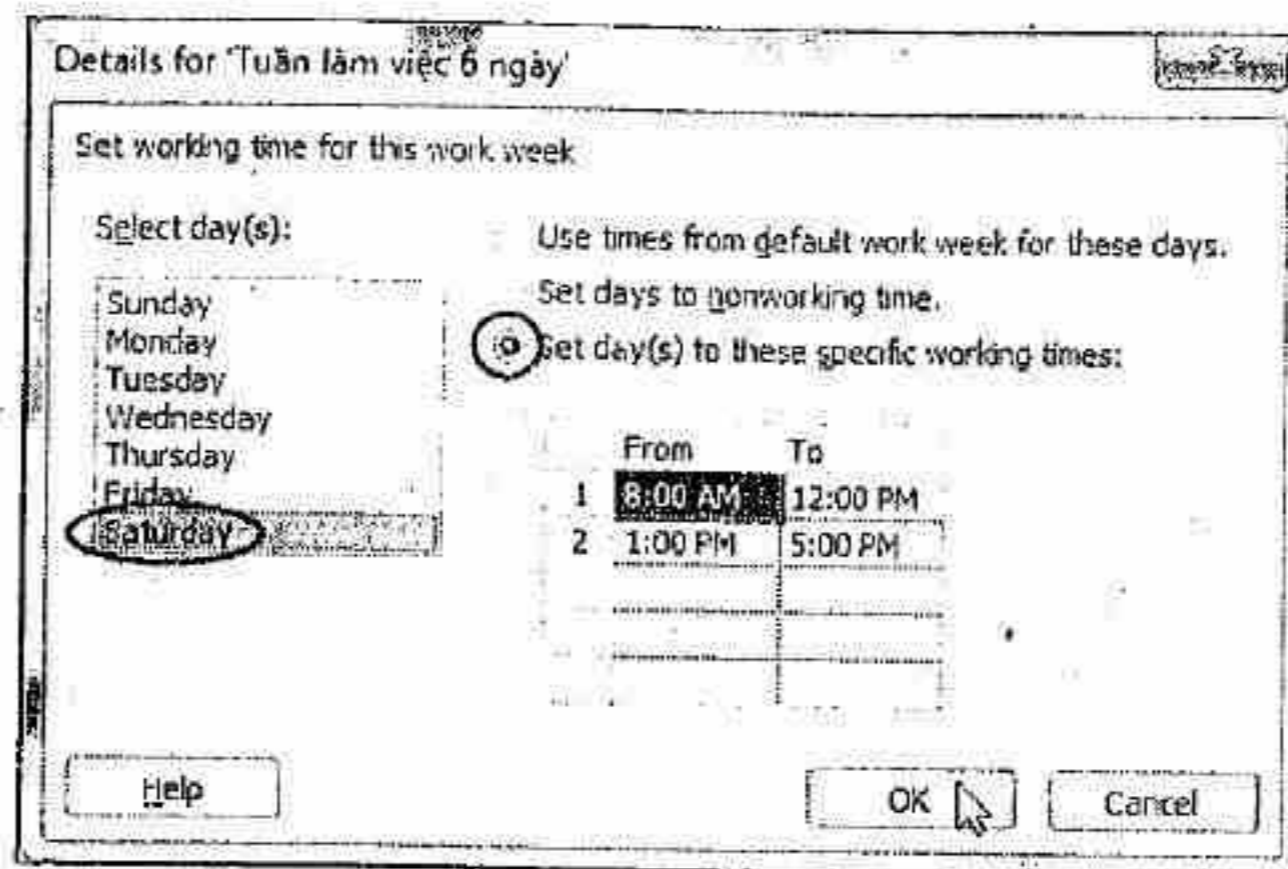 Details for 'Tuần làm việc 6 ngày'
Set working time for this work week
Select day(s):
Sunday
Monday
Tuesday
Wednesday
Thursday
Friday
Saturday
Use times from default work week for these days.
Set days to nonworking time.
Set day(s) to these specific working times:
From To
1 8:00 AM 12:00 PM
2 1:00 PM 5:00 PM
Help
OK
Cancel